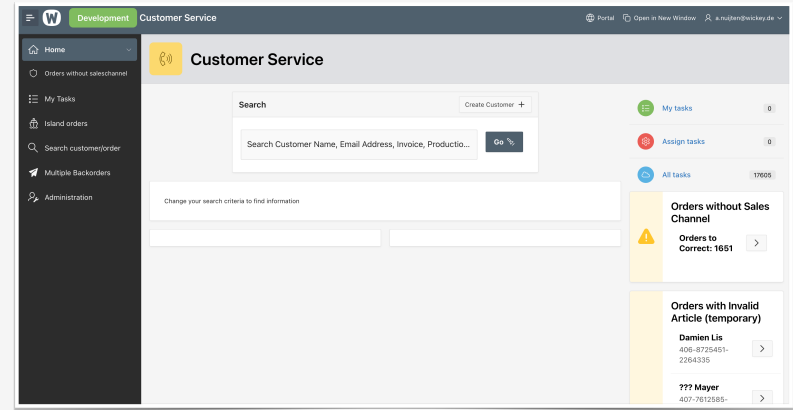 W Development Customer Service
Portal Open in New Window a.nuijten@wickey.de
Home
Orders without saleschannel
My Tasks
Island orders
Search customer/order
Multiple Backorders
Administration
Customer Service
Search
Create Customer +
Search Customer Name, Email Address, Invoice, Productio...
Go
Change your search criteria to find information
My tasks 0
Assign tasks 0
All tasks 17605
Orders without Sales
Channel
Orders to
Correct: 1651
Orders with Invalid
Article (temporary)
Damien Lis
406-8725451-
2264335
??? Mayer
407-7612585-